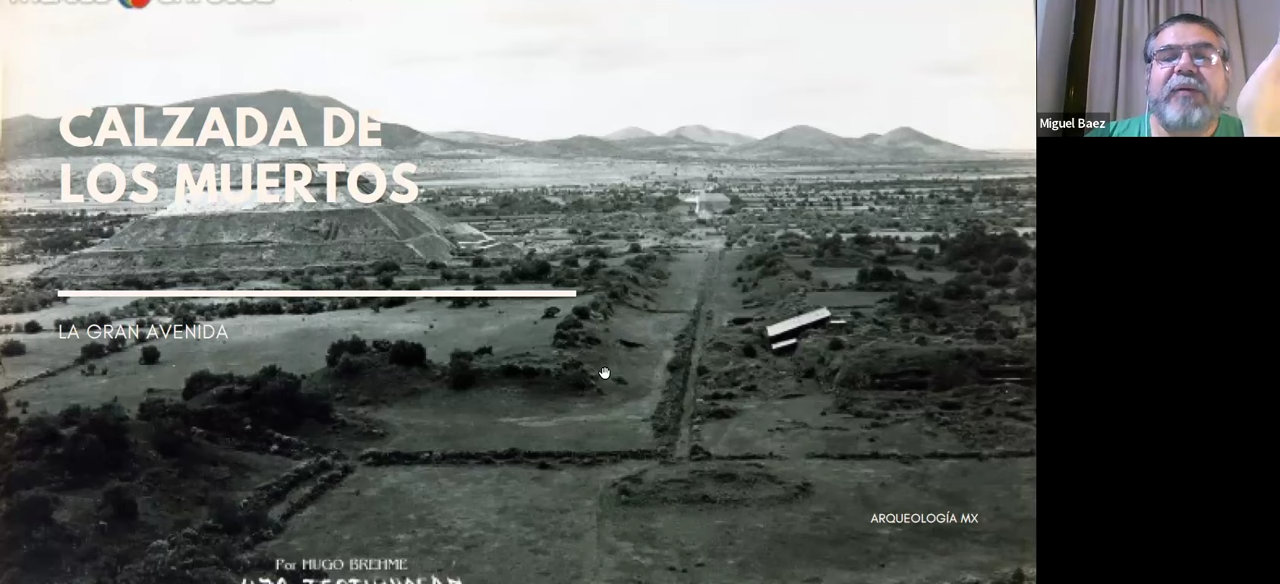 CALZADA DE
LOS MUERTOS
LA GRAN AVENIDA
ARQUEOLOGÍA MX
Por HUGO BREHME
Miguel Baez